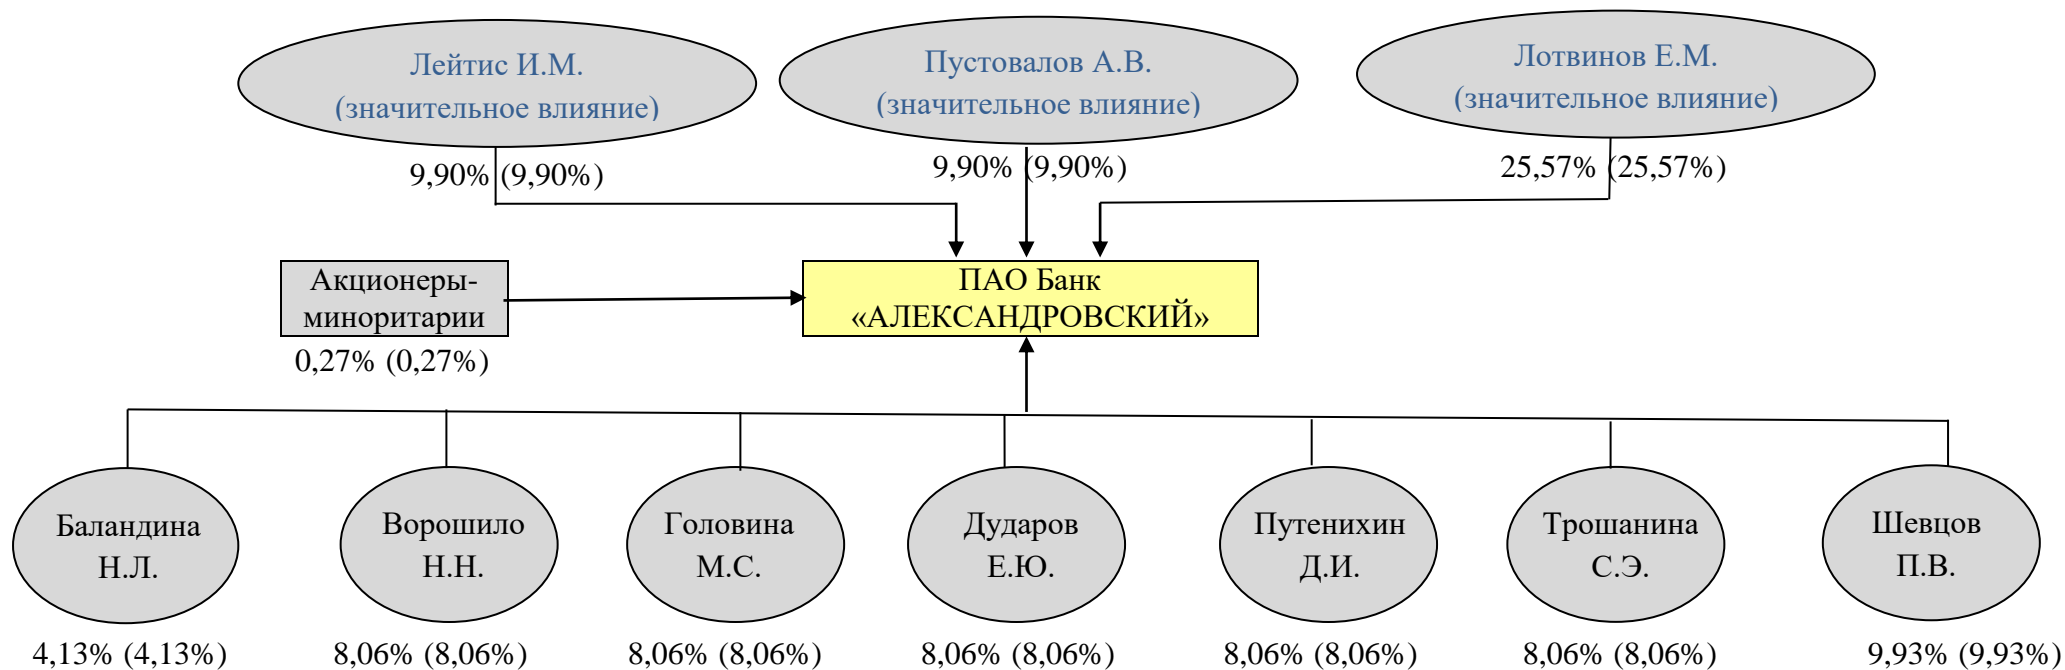 Лейтис И.М.
(значительное влияние)
9,90% (9,90%)
Пустовалов А.В.
(значительное влияние)
9,90% (9,90%)
Лотвинов Е.М.
(значительное влияние)
25,57% (25,57%)
Акционеры-
миноритарии
0,27% (0,27%)
ПАО Банк
«АЛЕКСАНДРОВСКИЙ»
Баландина
Н.Л.
4,13% (4,13%)
Ворошило
Н.Н.
8,06% (8,06%)
Головина
М.С.
8,06% (8,06%)
Дударов
Е.Ю.
8,06% (8,06%)
Путенихин
Д.И.
8,06% (8,06%)
Трошанина
С.Э.
8,06% (8,06%)
Шевцов
П.В.
9,93% (9,93%)